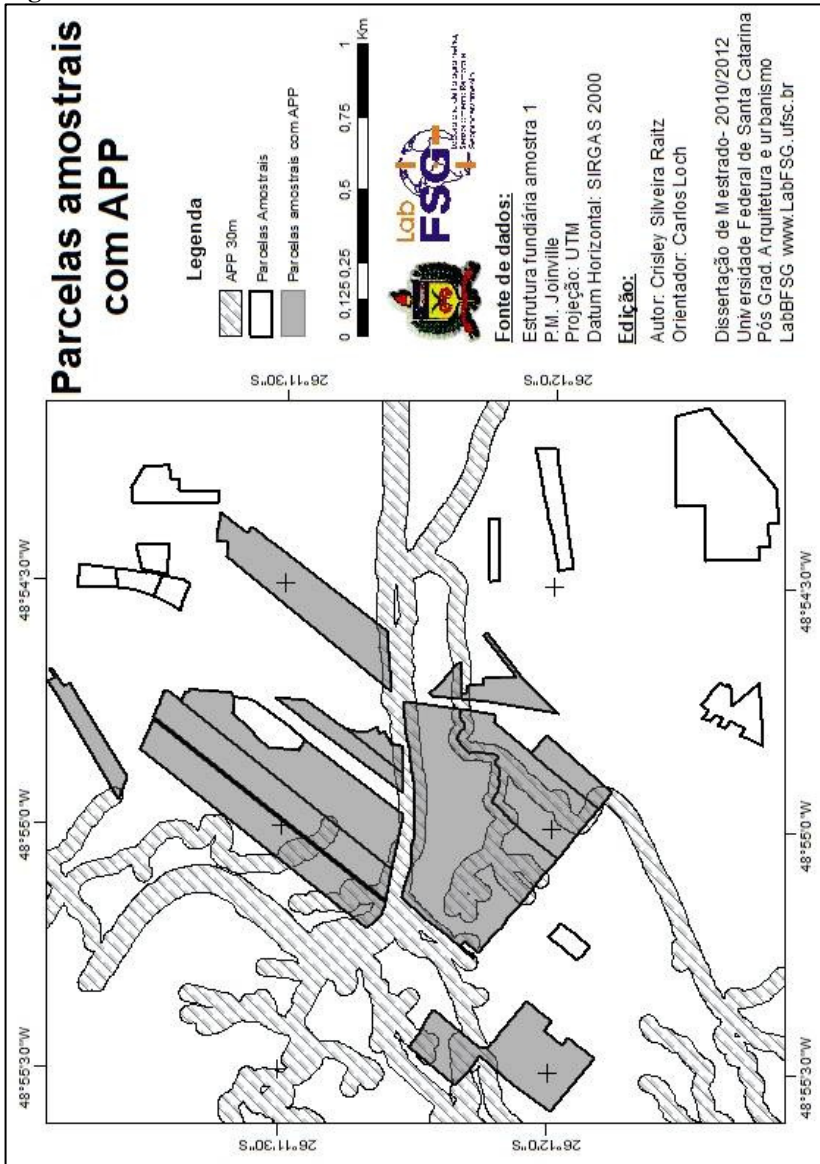 Parcelas amostrais
com APP
Legenda
APP 30m
Parcelas Amostrais
Parcelas amostrais com APP
0 0,125 0,25 0,5 0,75 1
Km
Lab
FSG
Fonte de dados:
Estrutura fundiária amostra 1
P.M. Joinville
Projeção: UTM
Datum Horizontal: SIRGAS 2000
Edição:
Autor: Crisley Silveira Raitz
Orientador: Carlos Loch
Dissertação de Mestrado- 2010/2012
Universidade Federal de Santa Catarina
Pós Grad. Arquitetura e urbanismo
LabBFSG www.LabFSG.ufsc.br
48°55'30"W
48°55'0"W
48°54'30"W
26°11'30"S
26°12'0"S
26°11'30"S
26°12'0"S
48°55'30"W
48°55'0"W
48°54'30"W